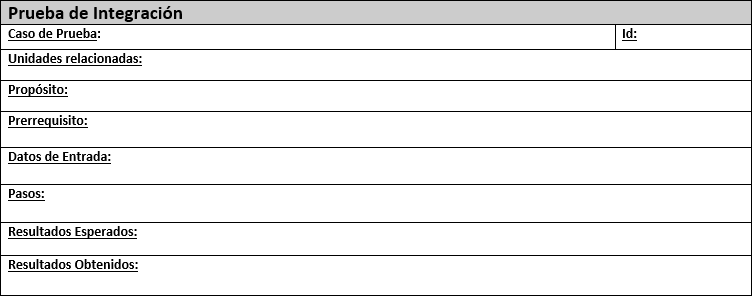 Prueba de Integración
Caso de Prueba: Id:
Unidades relacionadas:
Propósito:
Prerrequisito:
Datos de Entrada:
Pasos:
Resultados Esperados:
Resultados Obtenidos: